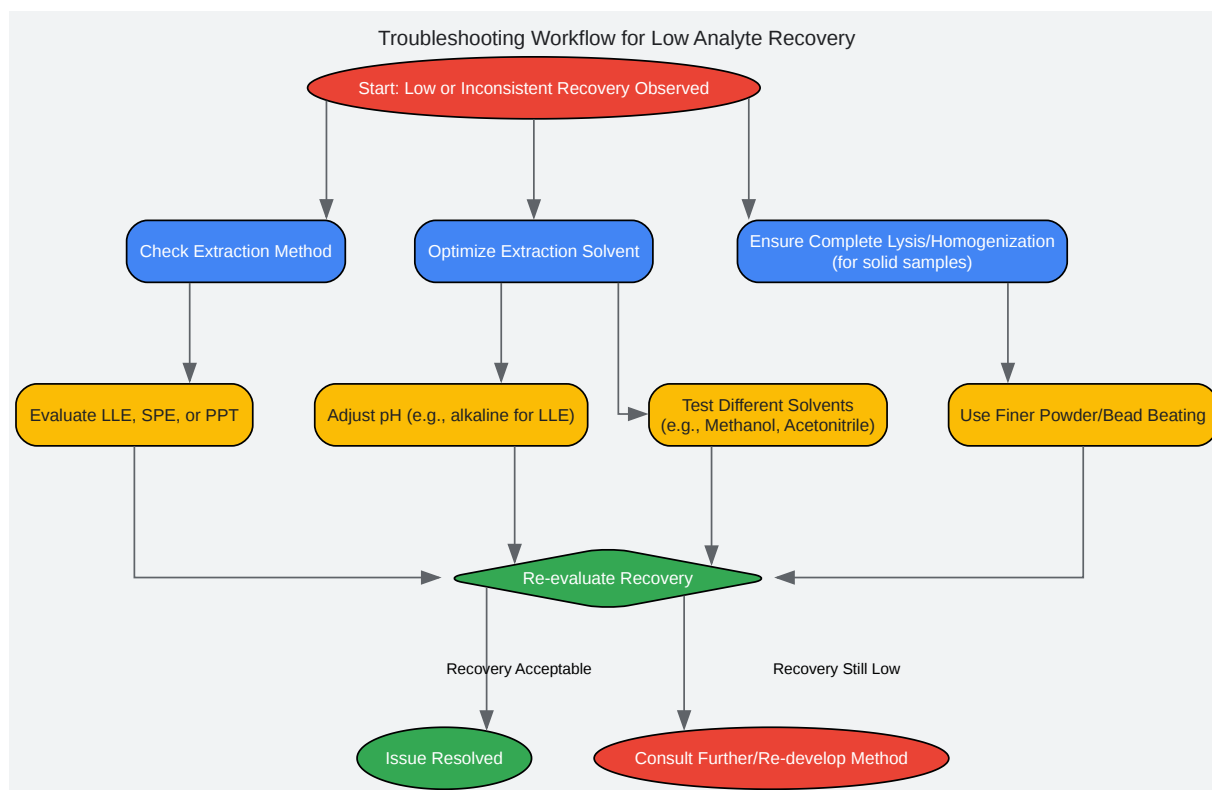 Troubleshooting Workflow for Low Analyte Recovery
Start: Low or Inconsistent Recovery Observed
Check Extraction Method
Optimize Extraction Solvent
Ensure Complete Lysis/Homogenization
(for solid samples)
Evaluate LLE, SPE, or PPT
Adjust pH (e.g., alkaline for LLE)
Test Different Solvents
(e.g., Methanol, Acetonitrile)
Use Finer Powder/Bead Beating
Re-evaluate Recovery
Recovery Acceptable
Recovery Still Low
Issue Resolved
Consult Further/Re-develop Method